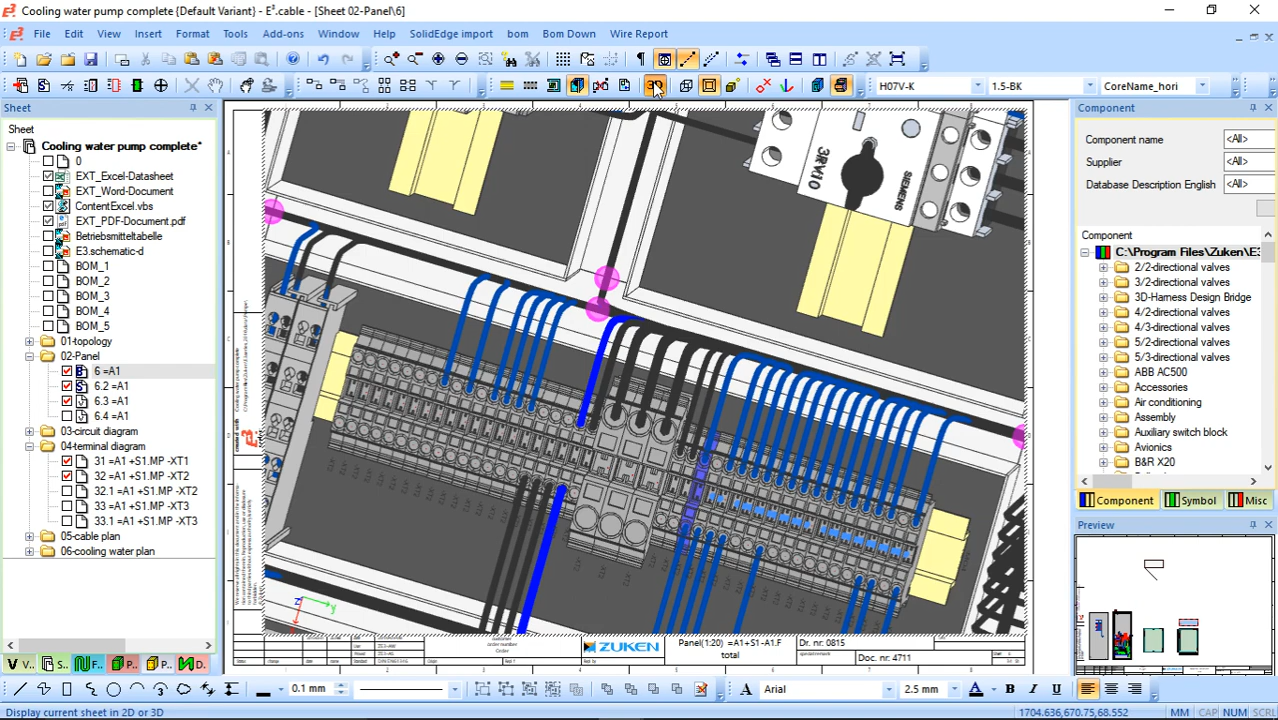 Cooling water pump complete {Default Variant} - E³.cable - [Sheet 02-Panel\6]
File Edit View Insert Format Tools Add-ons Window Help SolidEdge import bom Bom Down Wire Report
H07V-K 1.5-BK CoreName_hori
Sheet
Sheet
Cooling water pump complete*
0
EXT_Excel-Datasheet
EXT_Word-Document
ContentExcel.vbs
EXT_PDF-Document.pdf
Betriebsmitteltabelle
E3.schematic-d
BOM_1
BOM_2
BOM_3
BOM_4
BOM_5
01-topology
02-Panel
6 =A1
6.2 =A1
6.3 =A1
6.4 =A1
03-circuit diagram
04-terminal diagram
31 =A1 +S1.MP -XT1
32 =A1 +S1.MP -XT2
32.1 =A1 +S1.MP -XT2
33 =A1 +S1.MP -XT3
33.1 =A1 +S1.MP -XT3
05-cable plan
06-cooling water plan
V... S.. F... P... P.. D.
3RV10
SIEMENS
z y
ZUKEN
Panel(1:20) =A1+S1-A1.F
total
Dr. nr: 0815
Doc. nr: 4711
Component
Component name <All>
Supplier <All>
Database Description English <All>
Component
C:\Program Files\Zuken\E3
2/2-directional valves
3/2-directional valves
3D-Harness Design Bridge
4/2-directional valves
4/3-directional valves
5/2-directional valves
5/3-directional valves
ABB AC500
Accessories
Air conditioning
Assembly
Auxiliary switch block
Avionics
B&R X20
Component Symbol Misc
Preview
0.1 mm A Arial 2.5 mm A B I U
Display current sheet in 2D or 3D
1704.636,670.75,68.552 MM CAP NUM SCRL